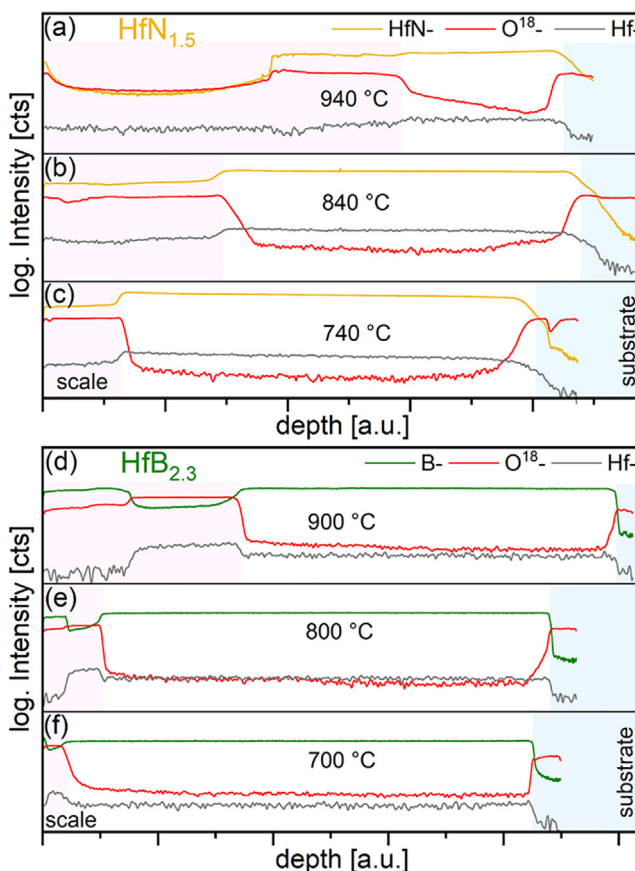 (a) HfN1.5 HfN- O18- Hf-
940 °C
(b)
840 °C
(c)
740 °C
scale
substrate
log. Intensity [cts]
depth [a.u.]
(d) HfB2.3 B- O18- Hf-
900 °C
(e)
800 °C
(f)
700 °C
scale
substrate
log. Intensity [cts]
depth [a.u.]